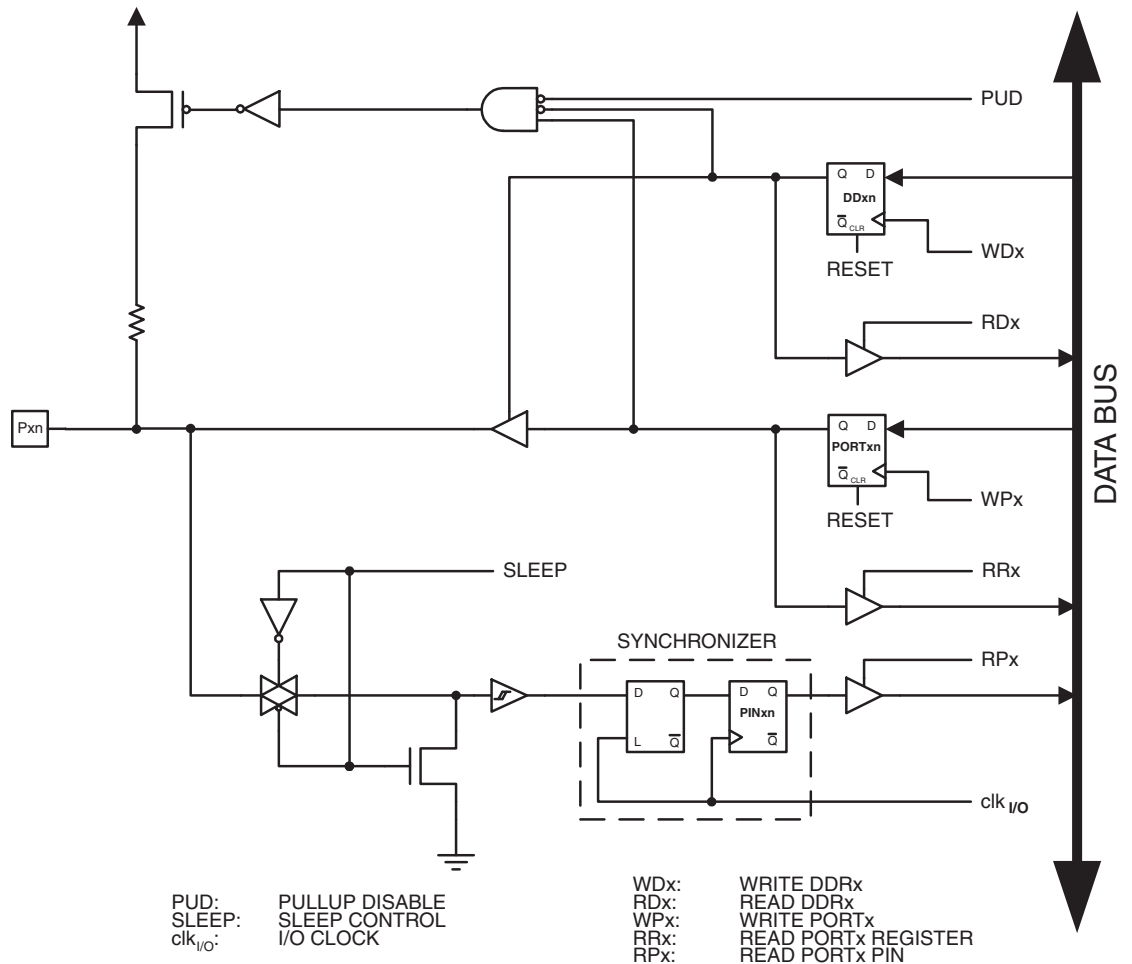 PUD
Q D
DDxn
Q CLR
WDx
RESET
RDx
Pxn
Q D
PORTxn
Q CLR
WPx
RESET
SLEEP
RRx
SYNCHRONIZER
RPx
D Q
D Q
PINxn
L Q
Q
clk I/O
DATA BUS
PUD: PULLUP DISABLE
SLEEP: SLEEP CONTROL
clkI/O: I/O CLOCK
WDx: WRITE DDRx
RDx: READ DDRx
WPx: WRITE PORTx
RRx: READ PORTx REGISTER
RPx: READ PORTx PIN